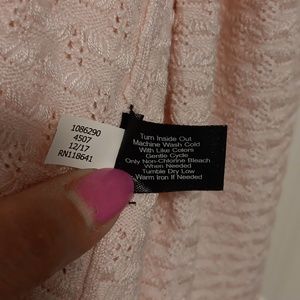 1086290
4507
12/17
RN118641
Turn Inside Out
Machine Wash Cold
With Like Colors
Gentle Cycle
Only Non-Chlorine Bleach
When Needed
Tumble Dry Low
Warm Iron If Needed